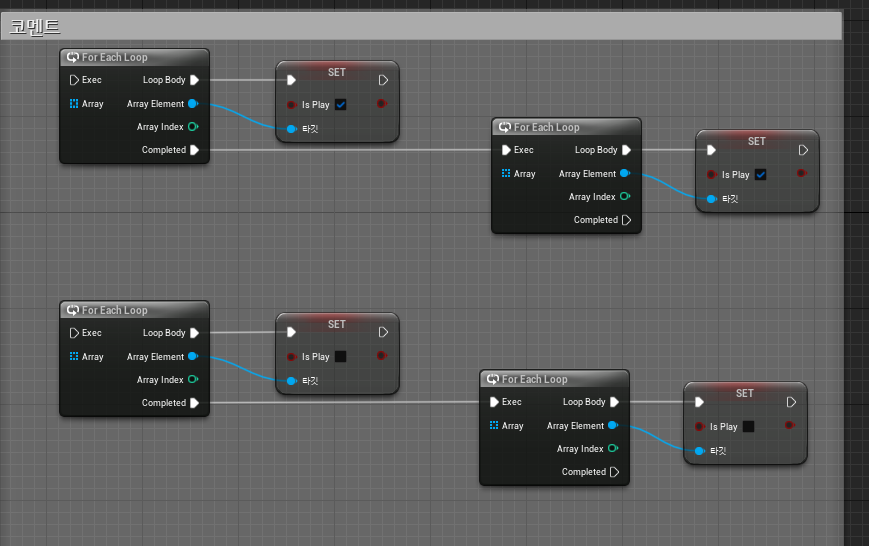 코멘트
For Each Loop
Exec Loop Body
Array Array Element
Array Index
Completed
SET
Is Play
타깃
For Each Loop
Exec Loop Body
Array Array Element
Array Index
Completed
SET
Is Play
타깃
For Each Loop
Exec Loop Body
Array Array Element
Array Index
Completed
SET
Is Play
타깃
For Each Loop
Exec Loop Body
Array Array Element
Array Index
Completed
SET
Is Play
타깃